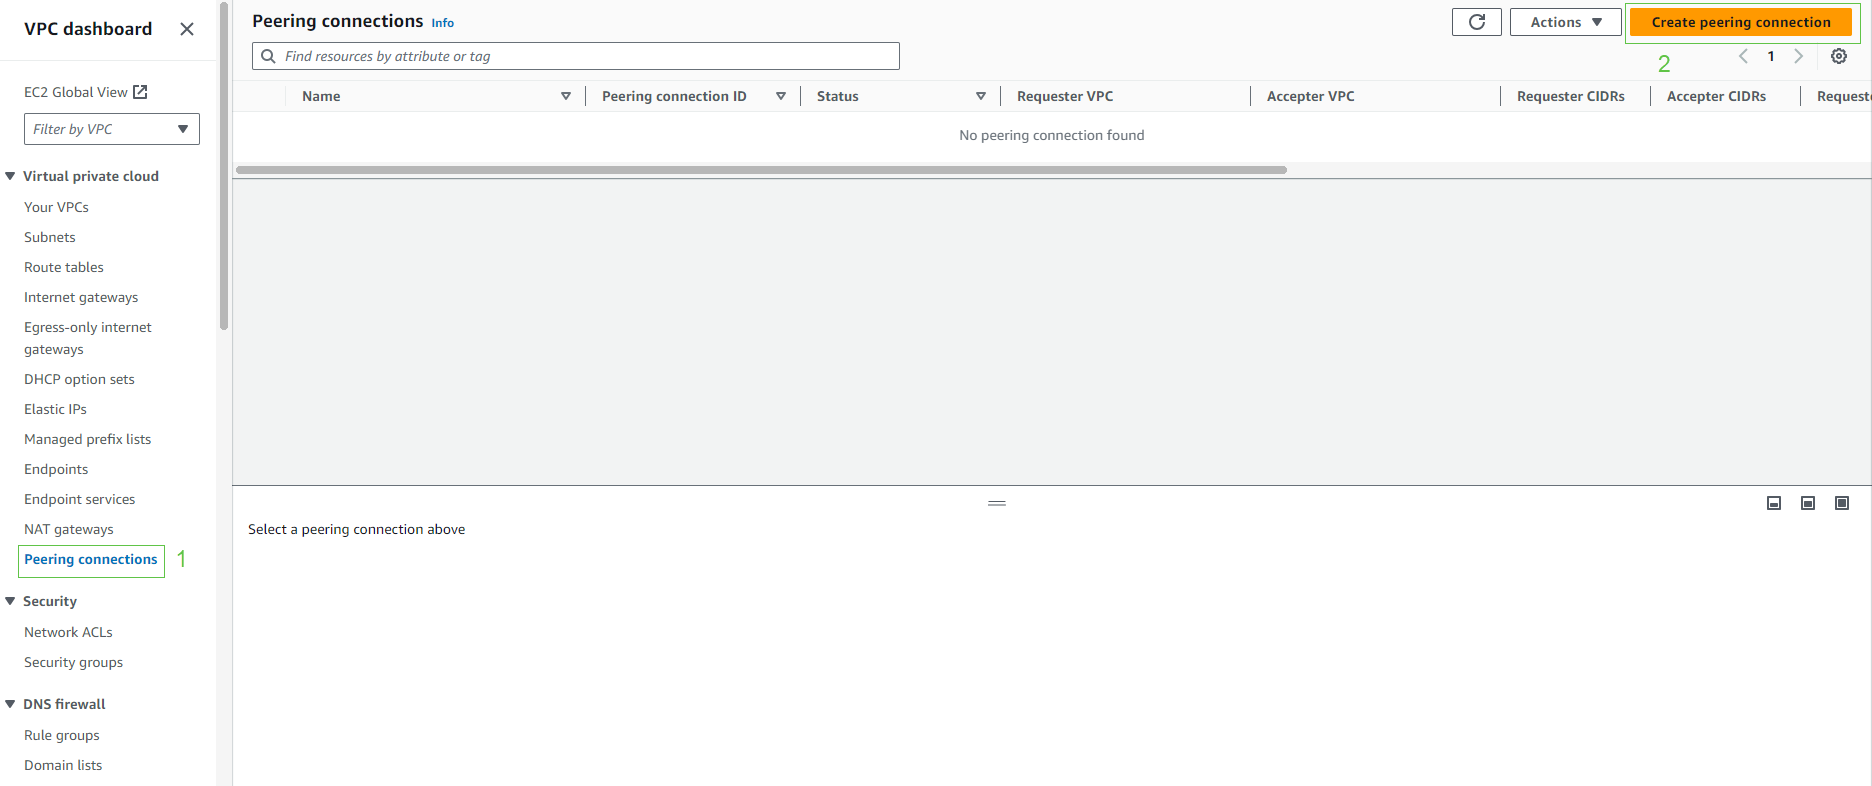 VPC dashboard
EC2 Global View
Filter by VPC
Virtual private cloud
Your VPCs
Subnets
Route tables
Internet gateways
Egress-only internet
gateways
DHCP option sets
Elastic IPs
Managed prefix lists
Endpoints
Endpoint services
NAT gateways
Peering connections 1
Security
Network ACLs
Security groups
DNS firewall
Rule groups
Domain lists
Peering connections Info
Actions
Create peering connection
2
Find resources by attribute or tag
1
Name Peering connection ID Status Requester VPC Accepter VPC Requester CIDRs Accepter CIDRs Request
No peering connection found
Select a peering connection above